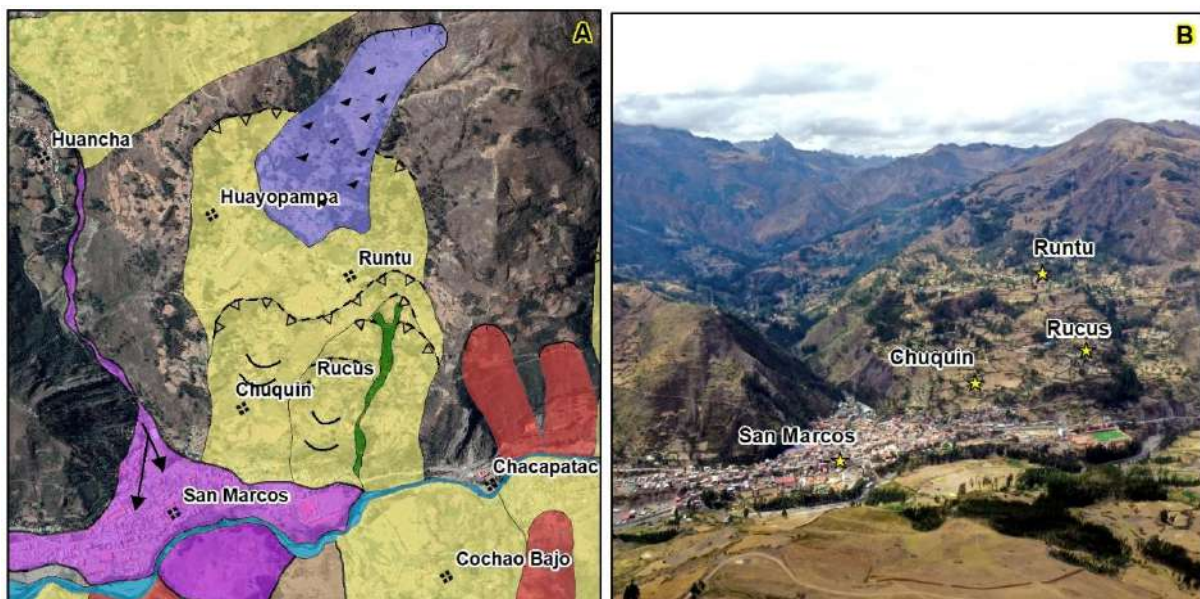 A
Huancha
Huayopampa
Runtu
Rucus
Chuquin
San Marcos
Chacapatac
Cochao Bajo
B
Runtu
Rucus
Chuquin
San Marcos